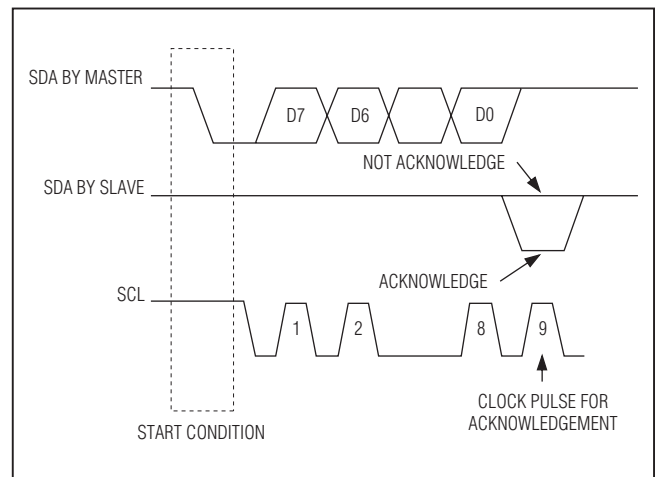 SDA BY MASTER
D7
D6
D0
NOT ACKNOWLEDGE
SDA BY SLAVE
ACKNOWLEDGE
SCL
1
2
8
9
CLOCK PULSE FOR
ACKNOWLEDGEMENT
START CONDITION